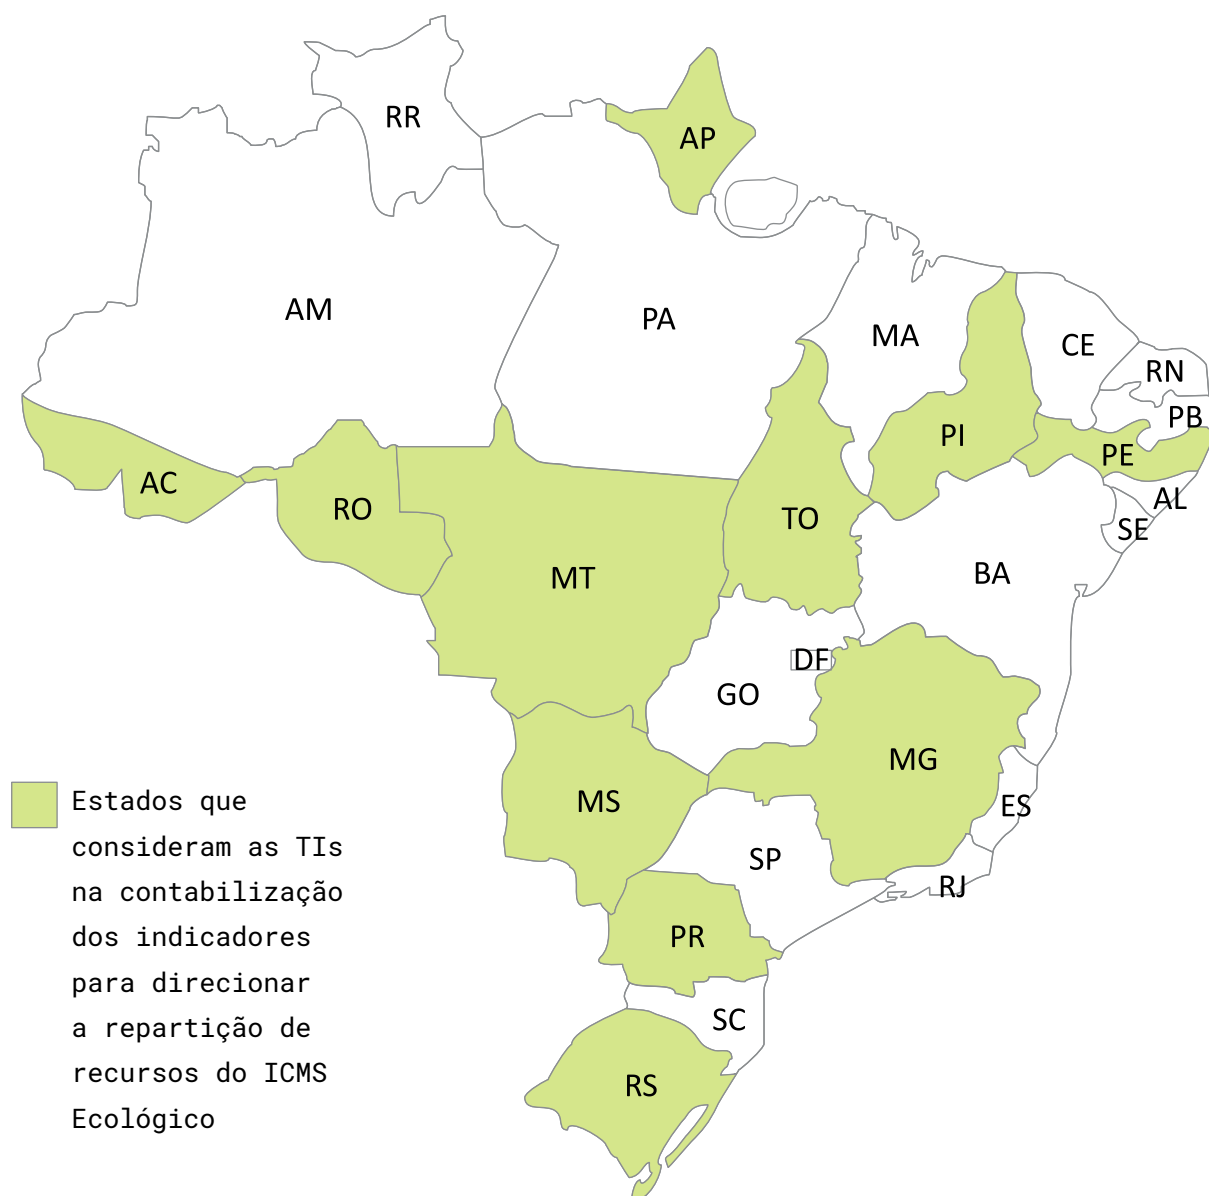 RR
AP
AM
PA
MA
CE
RN
PB
PI
PE
AC
AL
RO
TO
SE
MT
BA
DF
GO
MG
MS
ES
SP
RJ
PR
SC
RS
Estados que
consideram as TIs
na contabilização
dos indicadores
para direcionar
a repartição de
recursos do ICMS
Ecológico